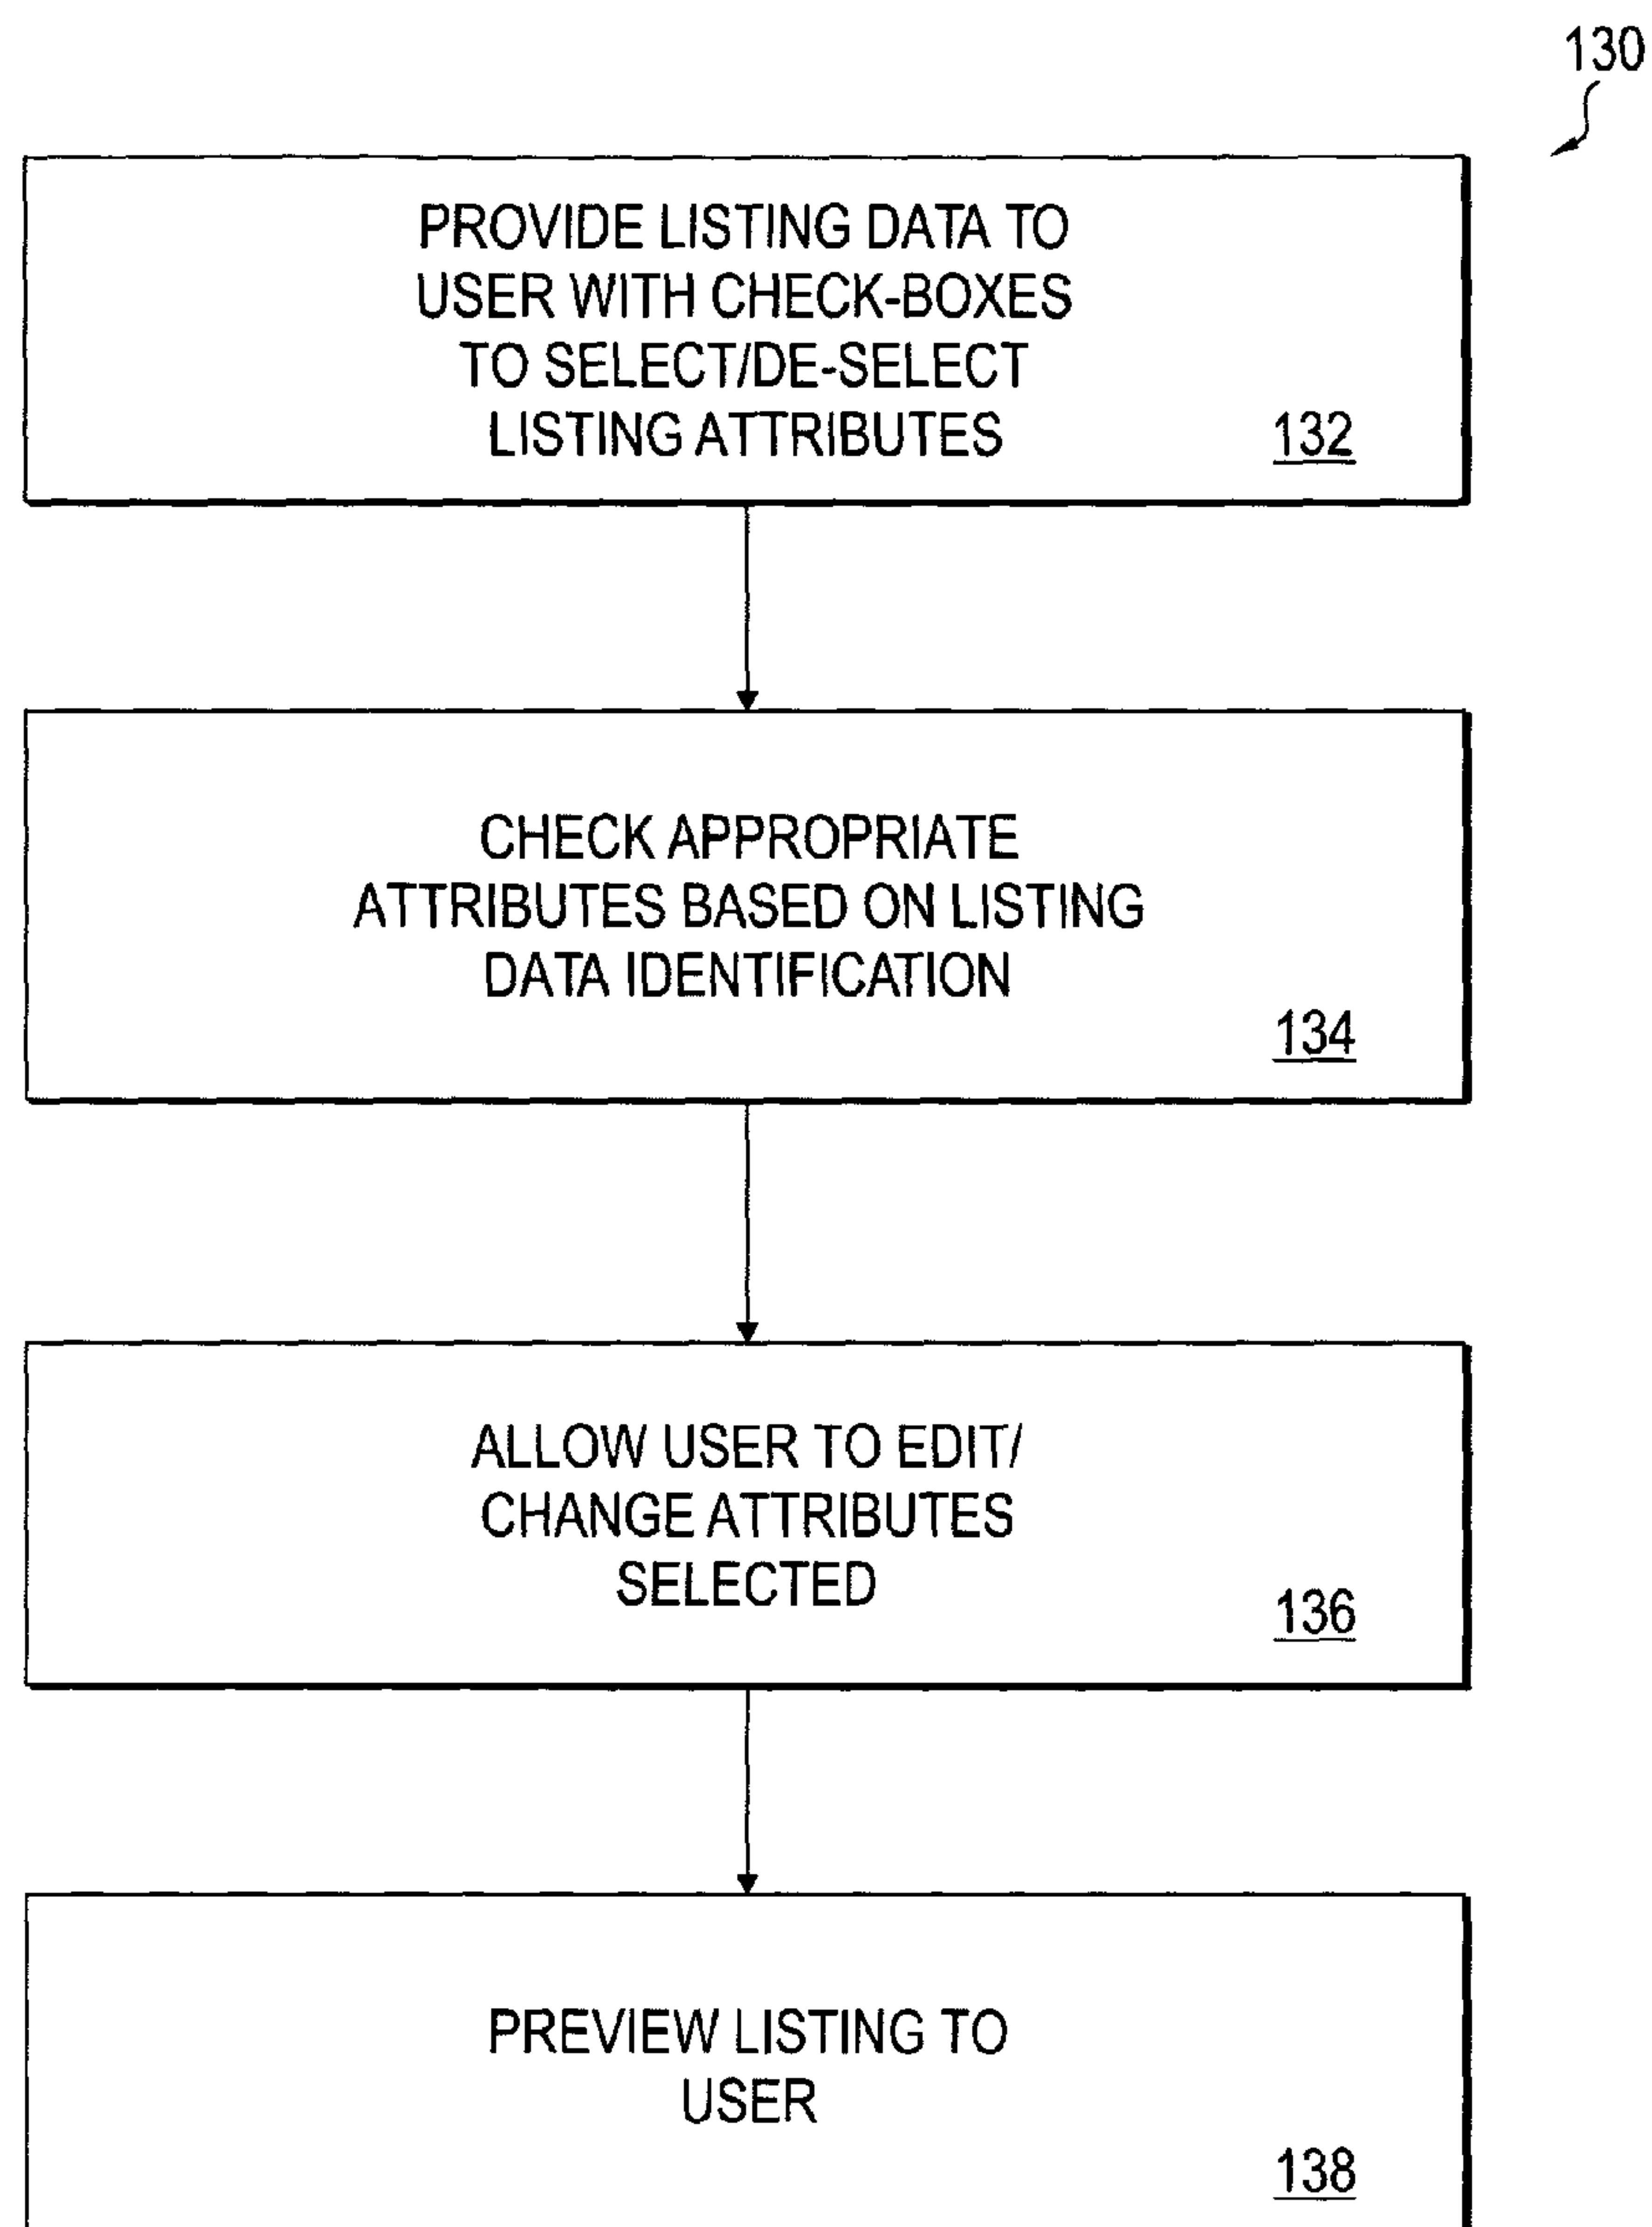 130
PROVIDE LISTING DATA TO
USER WITH CHECK-BOXES
TO SELECT/DE-SELECT
LISTING ATTRIBUTES
132
CHECK APPROPRIATE
ATTRIBUTES BASED ON LISTING
DATA IDENTIFICATION
134
ALLOW USER TO EDIT/
CHANGE ATTRIBUTES
SELECTED
136
PREVIEW LISTING TO
USER
138